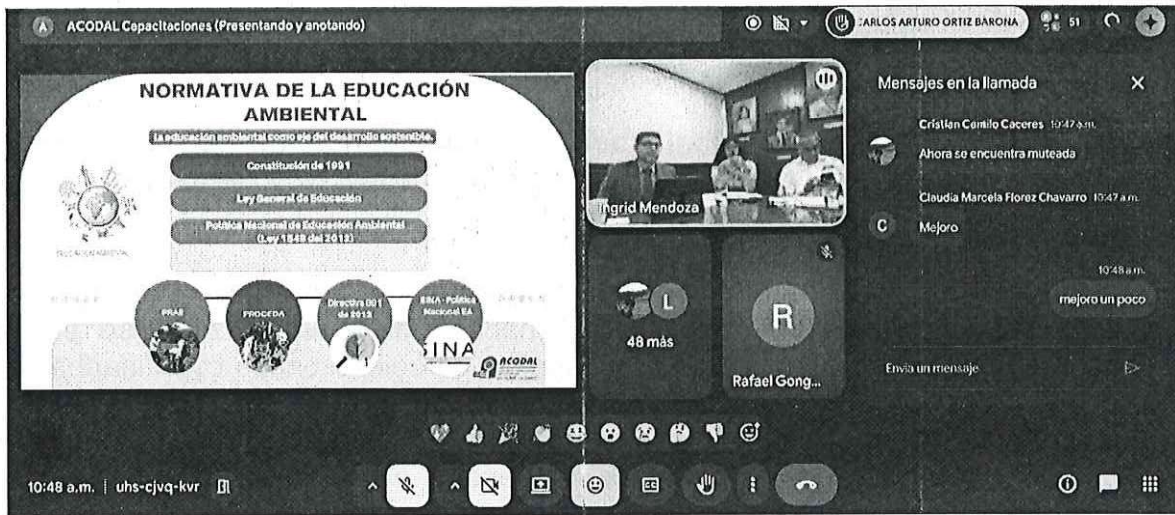 A ACODAL Capacitaciones (Presentando y anotando)
CARLOS ARTURO ORTIZ BARONA
51
NORMATIVA DE LA EDUCACIÓN
AMBIENTAL
la educación ambiental como eje del desarrollo sostenible.
Constitución de 1991
Ley General de Educación
Política Nacional de Educación Ambiental
(Ley 1549 del 2012)
EDUCACION AMBIENTAL
PRAE
PROCEDA
Directiva 001
de 2012
SINA - Política
Nacional EA
SINA
ACODAL
Ingrid Mendoza
L
48 más
R
Rafael Gong...
Mensajes en la llamada
Cristian Camilo Caceres 10:47 a.m.
Ahora se encuentra muteada
Claudia Marcela Florez Chavarro 10:47 a.m.
C Mejoro
10:48 a.m.
mejoro un poco
Envía un mensaje
10:48 a.m. | uhs-cjvq-kvr
CC